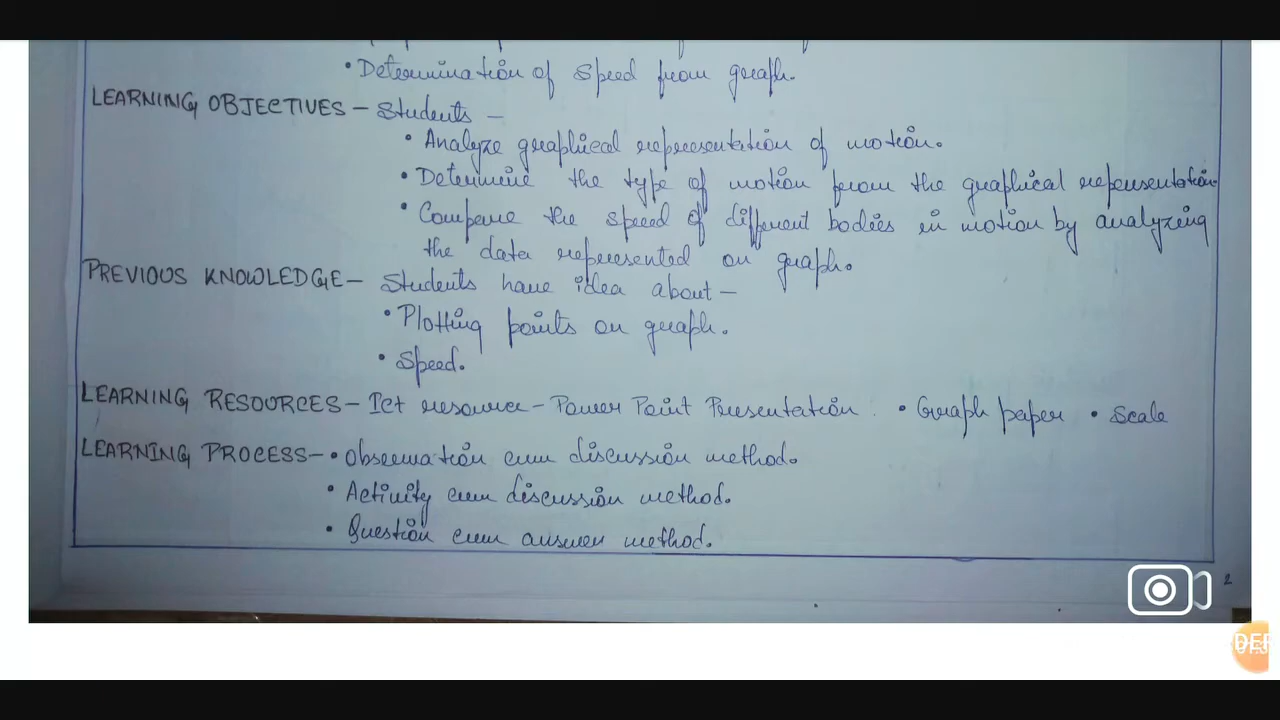 • Determination of speed from graph.
LEARNING OBJECTIVES – Students –
• Analyze graphical representation of motion.
• Determine the type of motion from the graphical representation.
• Compare the speed of different bodies in motion by analyzing
the data represented on graph.
PREVIOUS KNOWLEDGE – Students have idea about –
• Plotting points on graph.
• Speed.
LEARNING RESOURCES – Ict resource – Power Point Presentation • Graph paper • Scale
LEARNING PROCESS – • Observation cum discussion method.
• Activity cum discussion method.
• Question cum answer method.
2